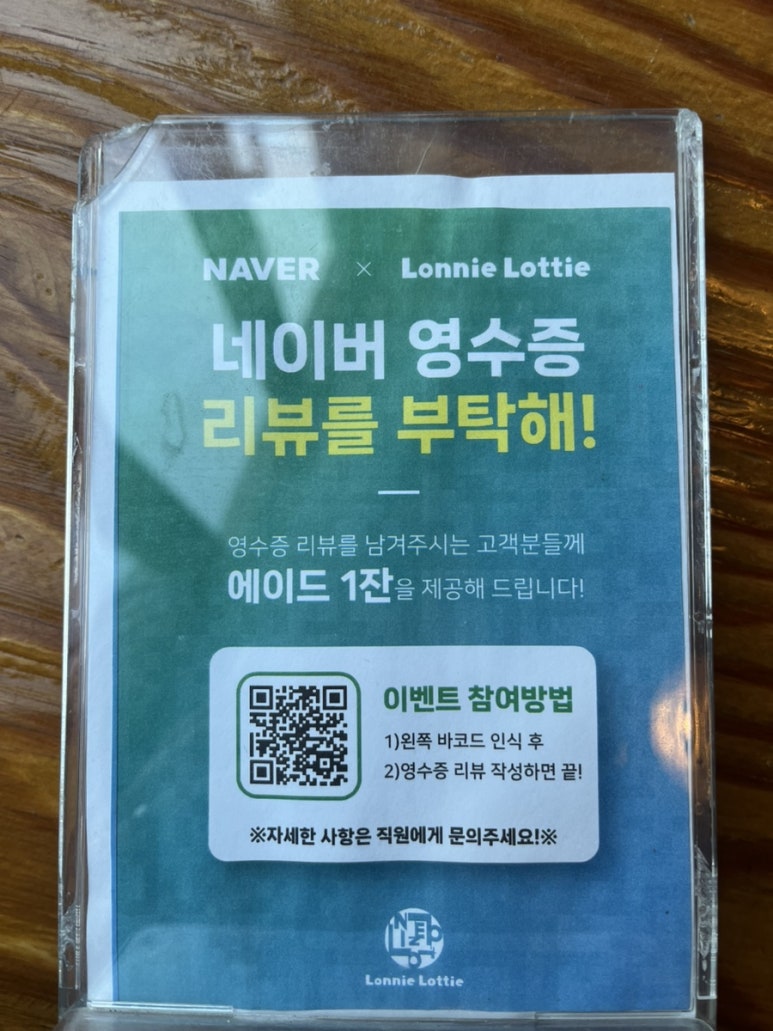 NAVER × Lonnie Lottie
네이버 영수증
리뷰를 부탁해!
영수증 리뷰를 남겨주시는 고객분들께
에이드 1잔을 제공해 드립니다!
이벤트 참여방법
1)왼쪽 바코드 인식 후
2)영수증 리뷰 작성하면 끝!
※자세한 사항은 직원에게 문의주세요!※
Lonnie Lottie